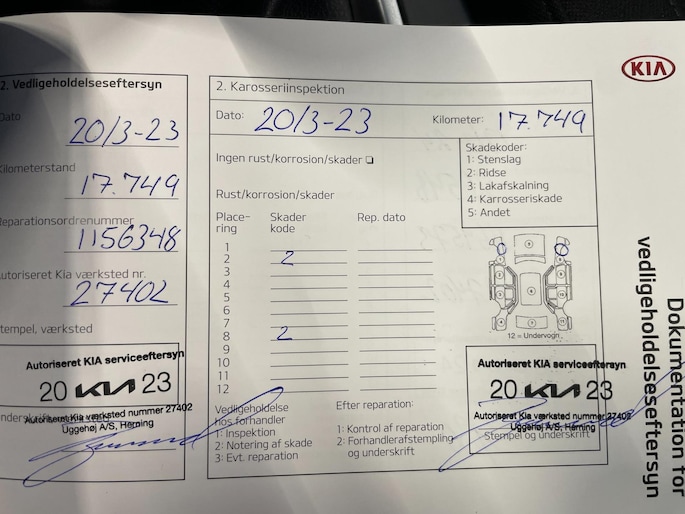 KIA
2. Vedligeholdelseseftersyn
Dato
20/3-23
Kilometerstand
17.749
Reparationsordrenummer
1156348
Autoriseret Kia værksted nr.
27402
Stempel, værksted
Autoriseret KIA serviceeftersyn
20 KIA 23
Autoriseret Kia værksted nummer 27402
Uggehøj A/S, Herning
2. Karosseriinspektion
Dato: 20/3-23
Kilometer: 17.749
Ingen rust/korrosion/skader
Rust/korrosion/skader
Place-
ring
Skader
kode
Rep. dato
1
2 2
3
4
5
6
7
8 2
9
10
11
12
Skadekoder:
1: Stenslag
2: Ridse
3: Lakafskalning
4: Karrosseriskade
5: Andet
12 = Undervogn
Vedligeholdelse
hos forhandler
1: Inspektion
2: Notering af skade
3: Evt. reparation
Efter reparation:
1: Kontrol af reparation
2: Forhandlerafstempling
og underskrift
Autoriseret KIA serviceeftersyn
20 KIA 23
Autoriseret Kia værksted nummer 27402
Uggehøj A/S, Herning
Stempel og underskrift
Dokumentation for
vedligeholdelseseftersyn